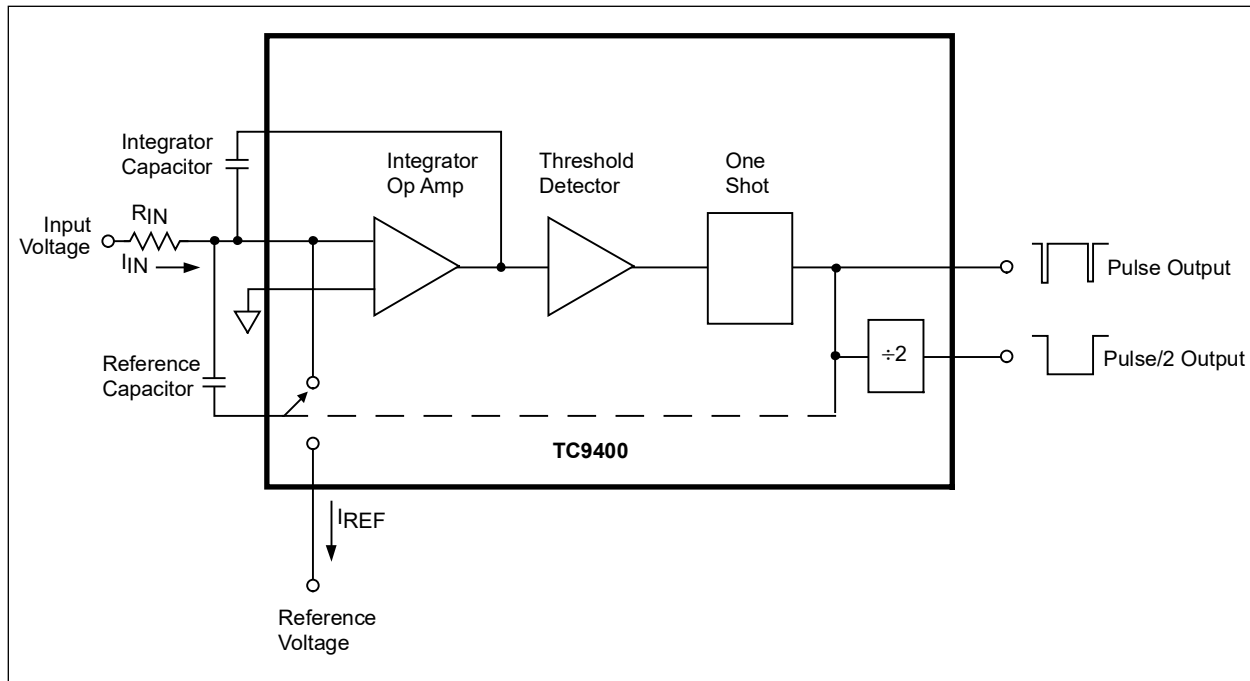 Integrator
Capacitor
Integrator
Op Amp
Threshold
Detector
One
Shot
Input
Voltage
RIN
IIN
Pulse Output
÷2
Pulse/2 Output
Reference
Capacitor
TC9400
IREF
Reference
Voltage